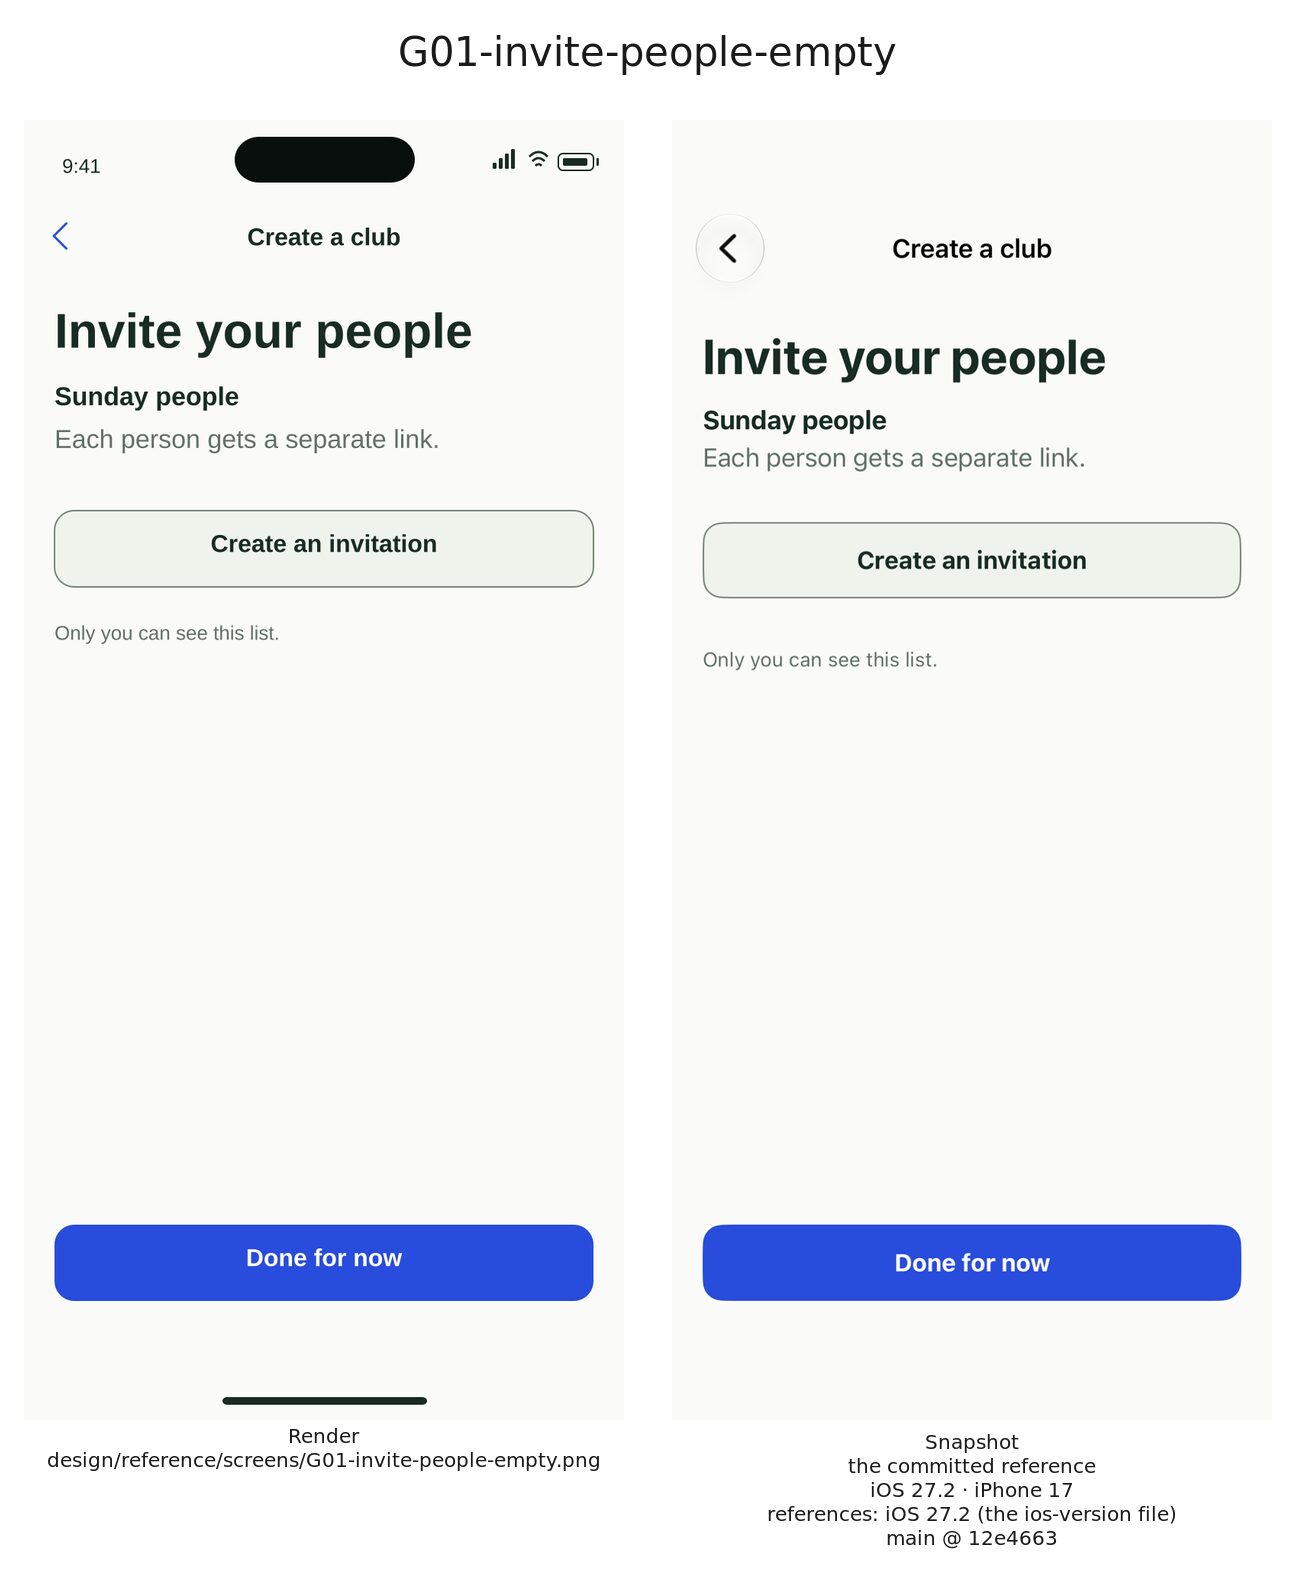 G01-invite-people-empty
9:41
Create a club
Invite your people
Sunday people
Each person gets a separate link.
Create an invitation
Only you can see this list.
Done for now
Render
design/reference/screens/G01-invite-people-empty.png
Create a club
Invite your people
Sunday people
Each person gets a separate link.
Create an invitation
Only you can see this list.
Done for now
Snapshot
the committed reference
iOS 27.2 · iPhone 17
references: iOS 27.2 (the ios-version file)
main @ 12e4663